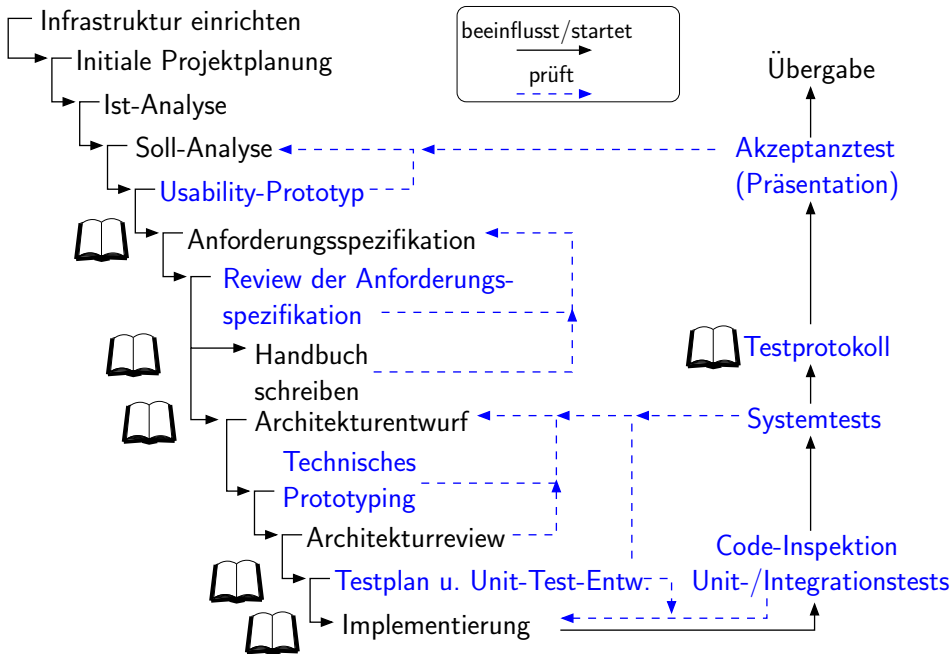 Infrastruktur einrichten
beeinflusst/startet
Initiale Projektplanung
prüft
Übergabe
Ist-Analyse
Soll-Analyse
Akzeptanztest
(Präsentation)
Usability-Prototyp
Anforderungsspezifikation
Review der Anforderungs-
spezifikation
Handbuch
schreiben
Testprotokoll
Architekturentwurf
Systemtests
Technisches
Prototyping
Architekturreview
Code-Inspektion
Unit-/Integrationstests
Testplan u. Unit-Test-Entw.
Implementierung